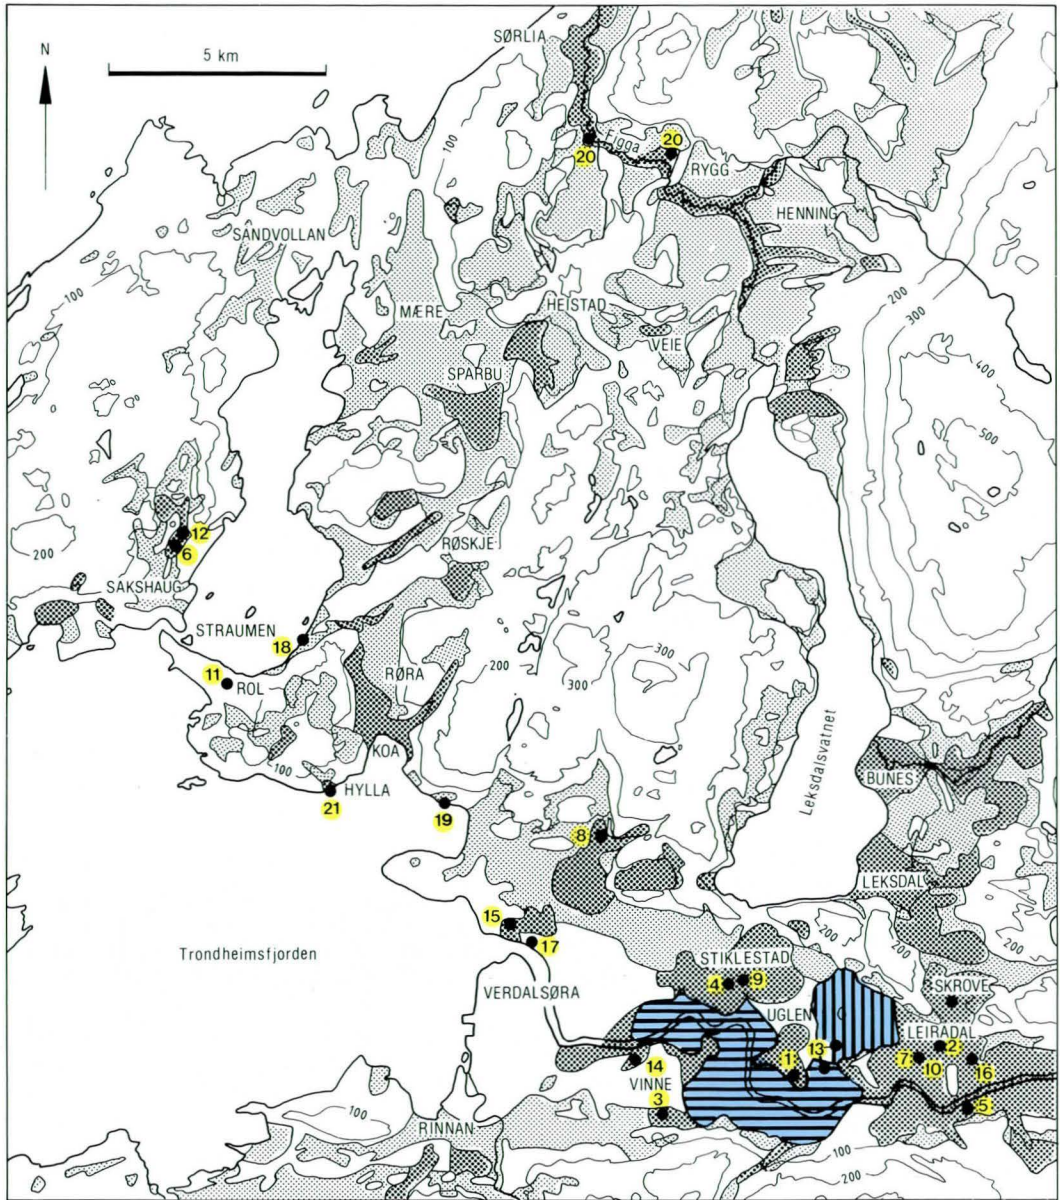 SØRLIA
N
5 km
100
Figga
20
20
RYGG
HENNING
SANDVOLLAN
100
200
300
MÆRE
HEISTAD
VEIE
SPARBU
400
500
12
6
RØSKJE
200
SAKSHAUG
STRAUMEN
18
300
200
RØRA
300
11
ROL
KOA
100
HYLLA
21
19
Leksdalsvatnet
BUNES
8
LEKSDAL
15
17
200
200
200
Trondheimsfjorden
STIKLESTAD
4
9
SKROVE
VERDALSØRA
UGLEN
LEIRADAL
13
2
7
10
16
1
14
VINNE
3
5
100
RINNAN
100
200